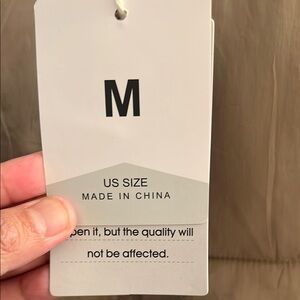 M
US SIZE
MADE IN CHINA
pen it, but the quality will
not be affected.